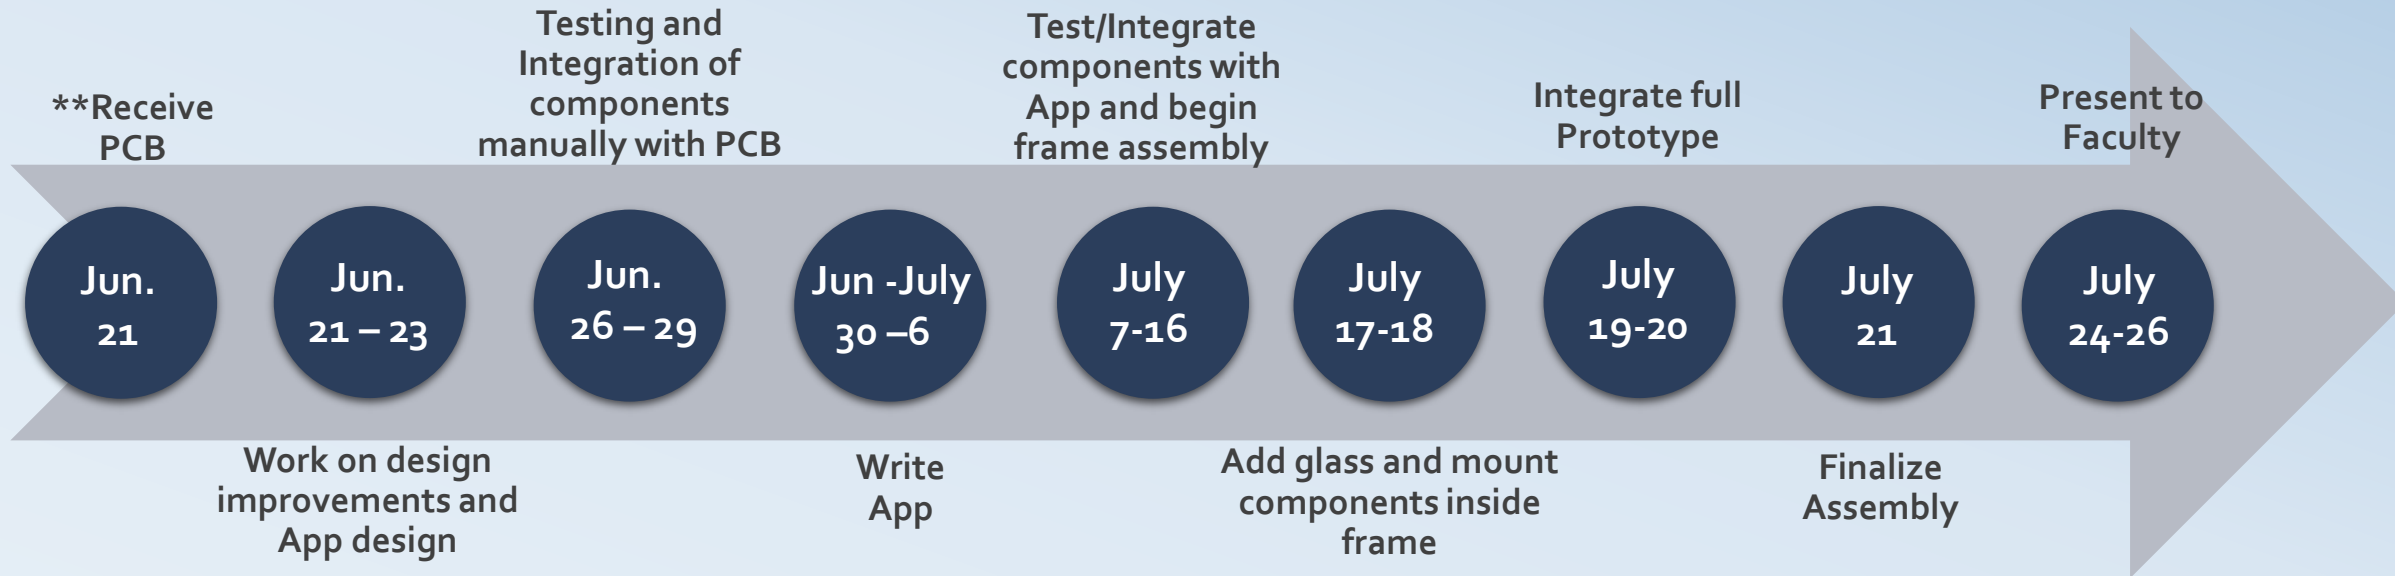 **Receive
PCB
Jun.
21
Jun.
21 – 23
Work on design
improvements and
App design
Testing and
Integration of
components
manually with PCB
Jun.
26 – 29
Jun -July
30 –6
Write
App
Test/Integrate
components with
App and begin
frame assembly
July
7-16
July
17-18
Add glass and mount
components inside
frame
Integrate full
Prototype
July
19-20
July
21
Finalize
Assembly
Present to
Faculty
July
24-26